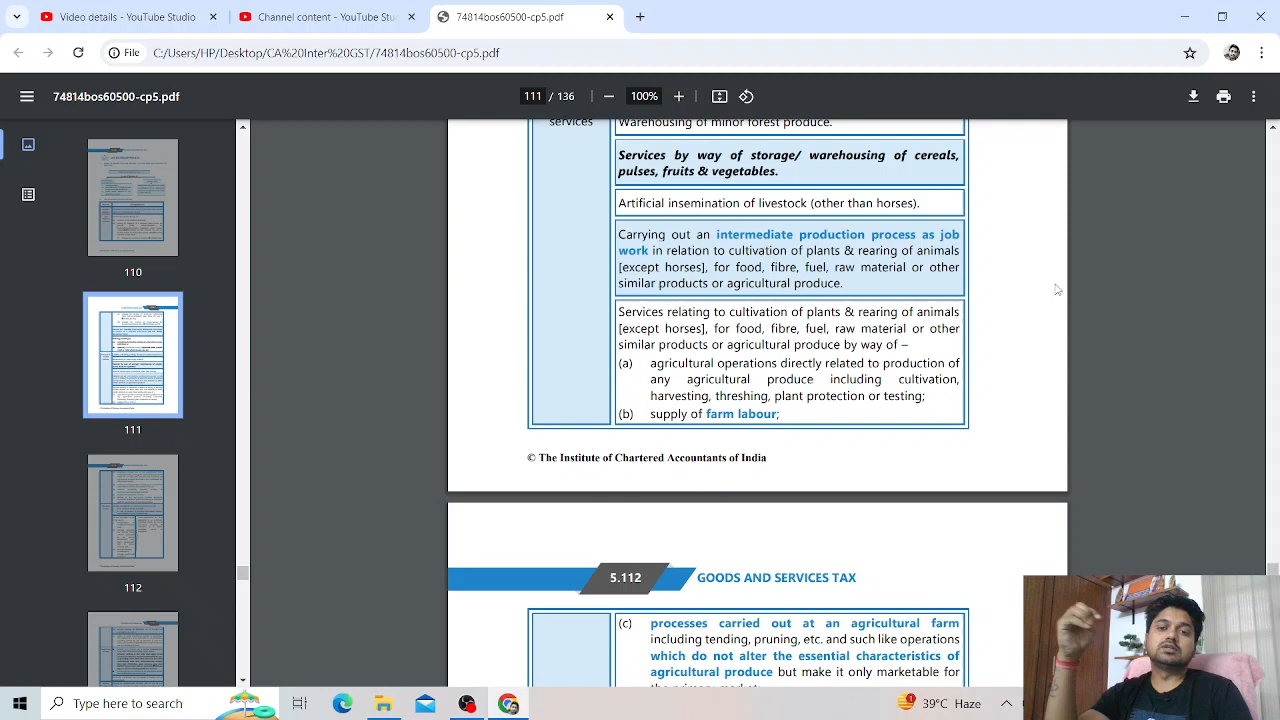 Video details - YouTube Studio
Channel content - YouTube Stu
74814bos60500-cp5.pdf
File
C:/Users/HP/Desktop/CA%20Inter%20GST/74814bos60500-cp5.pdf
74814bos60500-cp5.pdf
111 / 136
100%
110
111
112
services
Warehousing of minor forest produce.
Services by way of storage/ warehousing of cereals,
pulses, fruits & vegetables.
Artificial insemination of livestock (other than horses).
Carrying out an intermediate production process as job
work in relation to cultivation of plants & rearing of animals
[except horses], for food, fibre, fuel, raw material or other
similar products or agricultural produce.
Services relating to cultivation of plants & rearing of animals
[except horses], for food, fibre, fuel, raw material or other
similar products or agricultural produce by way of –
(a) agricultural operations directly related to production of
any agricultural produce including cultivation,
harvesting, threshing, plant protection or testing;
(b) supply of farm labour;
© The Institute of Chartered Accountants of India
5.112
GOODS AND SERVICES TAX
(c) processes carried out at an agricultural farm
including tending, pruning, etc. and such like operations
which do not alter the essential characteristics of
agricultural produce but make it only marketable for
Type here to search
39°C Haze